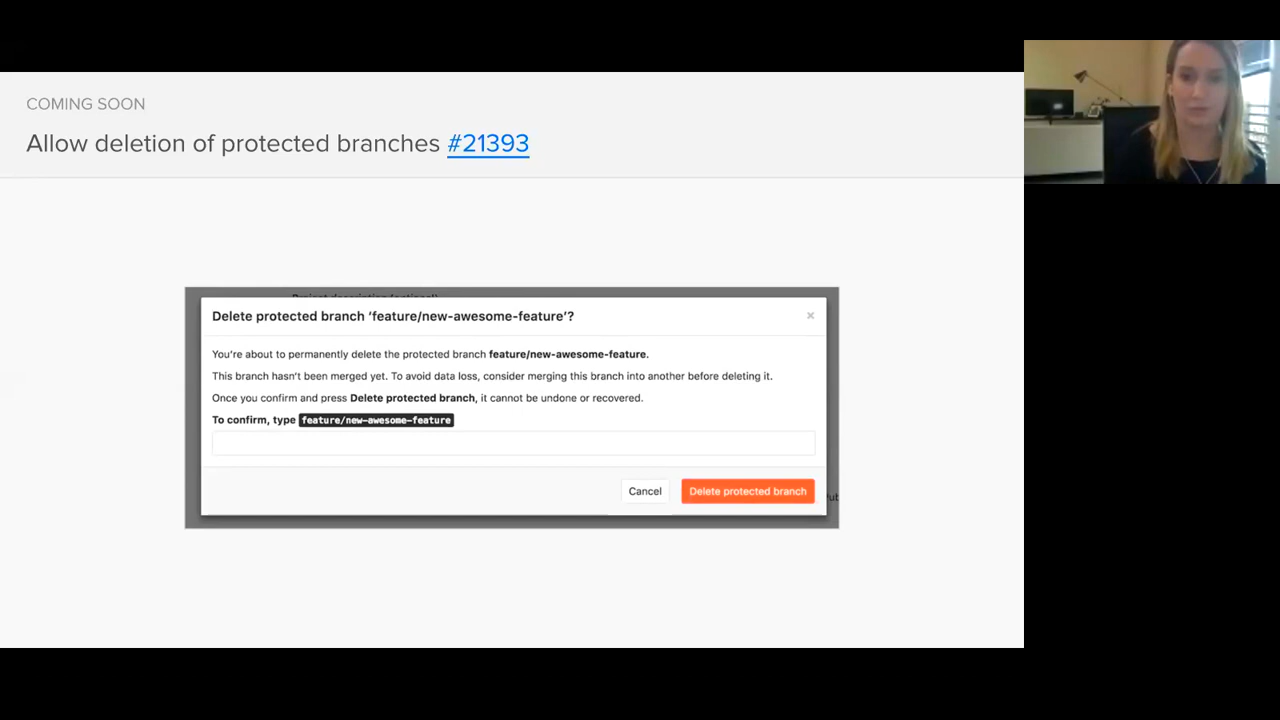 COMING SOON
Allow deletion of protected branches #21393
Delete protected branch ‘feature/new-awesome-feature’?
×
You’re about to permanently delete the protected branch feature/new-awesome-feature.
This branch hasn’t been merged yet. To avoid data loss, consider merging this branch into another before deleting it.
Once you confirm and press Delete protected branch, it cannot be undone or recovered.
To confirm, type feature/new-awesome-feature
Cancel
Delete protected branch